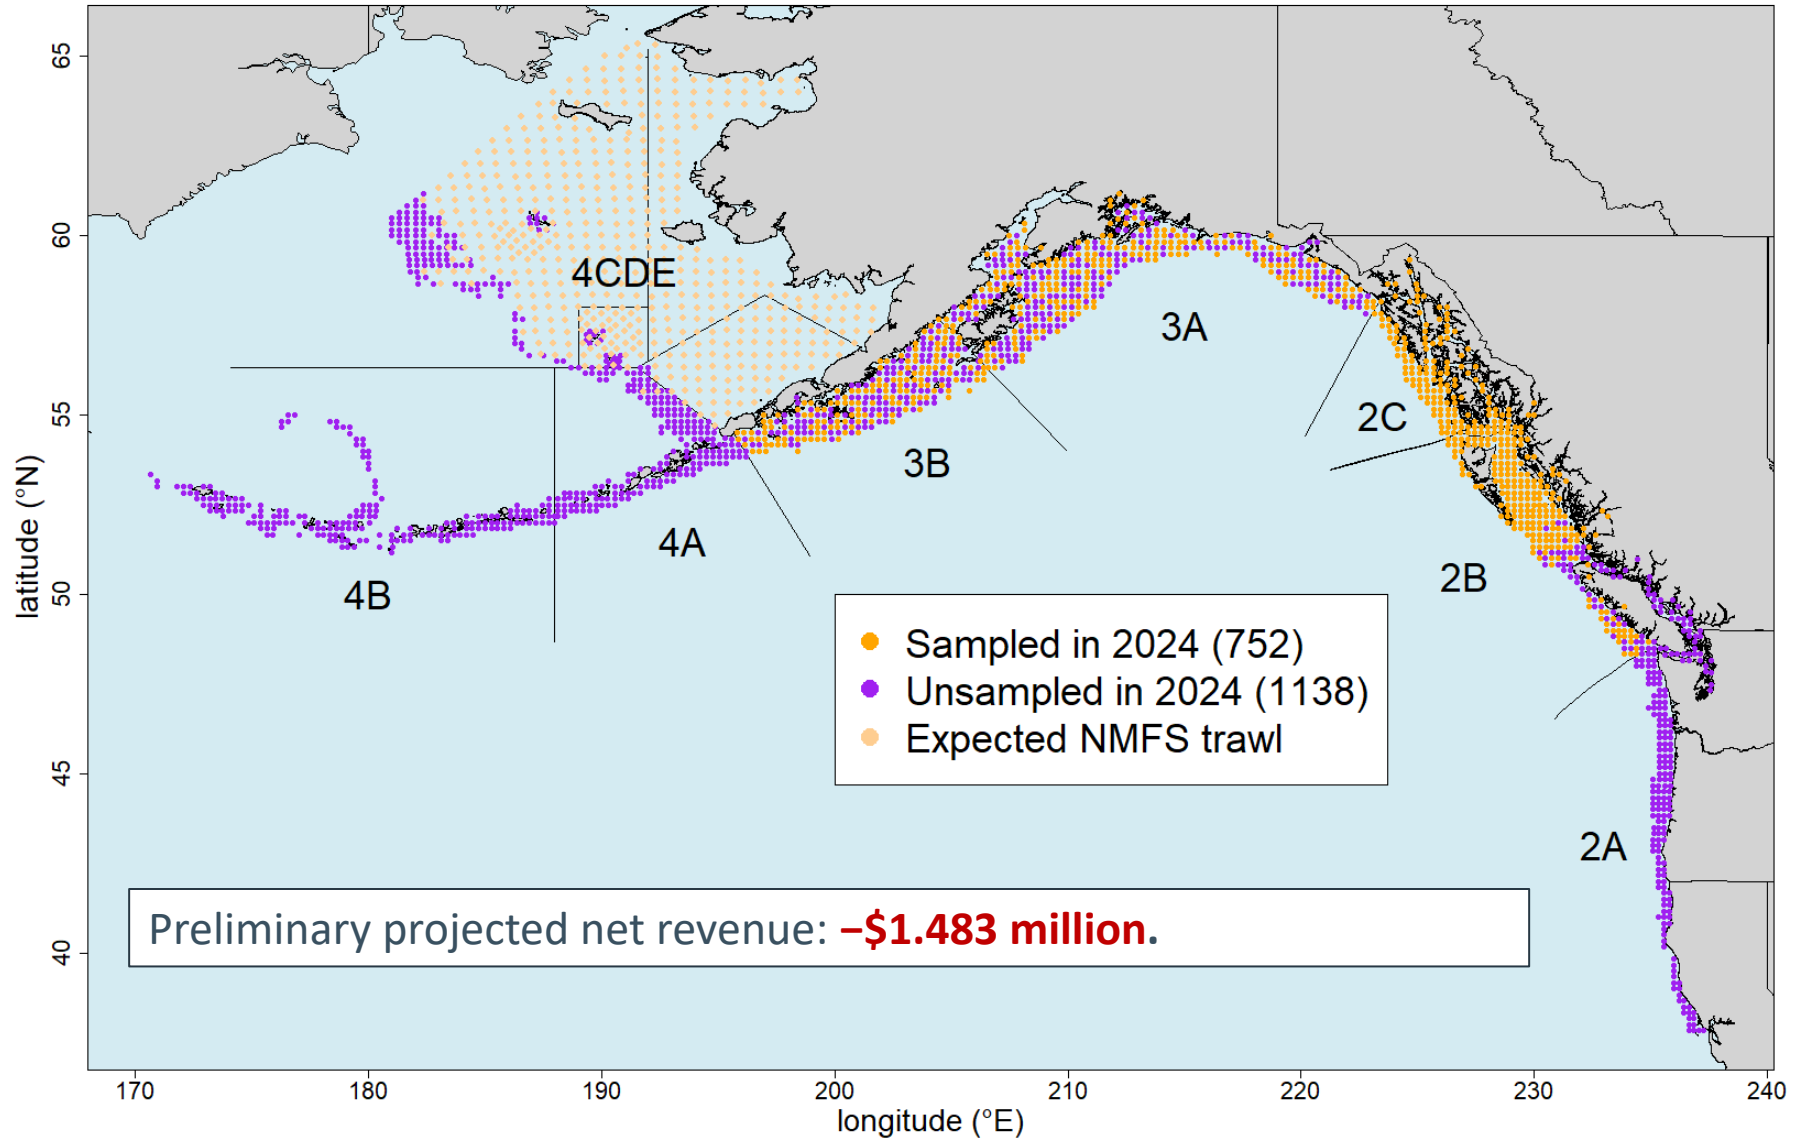 65
60
55
50
45
40
latitude (°N)
4CDE
3A
2C
3B
4A
2B
4B
Sampled in 2024 (752)
Unsampled in 2024 (1138)
Expected NMFS trawl
2A
Preliminary projected net revenue: –$1.483 million.
170 180 190 200 210 220 230 240
longitude (°E)